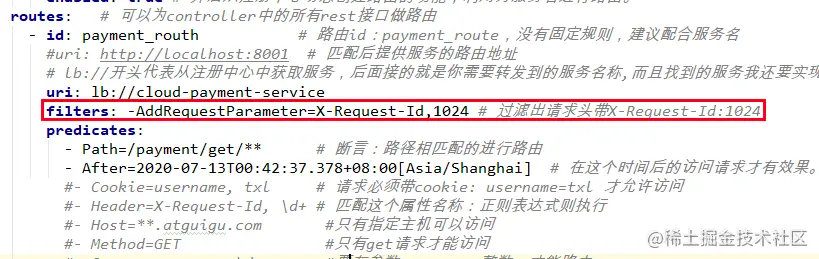 routes:   # 可以为controller中的所有rest接口做路由
- id: payment_routh   # 路由id：payment_route，没有固定规则，建议配合服务名
#uri: http://localhost:8001  # 匹配后提供服务的路由地址
# lb://开头代表从注册中心中获取服务，后面接的就是你需要转发到的服务名称,而且找到的服务我还要实现
uri: lb://cloud-payment-service
filters: -AddRequestParameter=X-Request-Id,1024 # 过滤出请求头带X-Request-Id:1024
predicates:
- Path=/payment/get/**   # 断言：路径相匹配的进行路由
- After=2020-07-13T00:42:37.378+08:00[Asia/Shanghai]  # 在这个时间后的访问请求才有效果。
#- Cookie=username, txl   # 请求必须带cookie: username=txl 才允许访问
#- Header=X-Request-Id, \d+ # 匹配这个属性名称：正则表达式则执行
#- Host=**.atguigu.com   #只有指定主机可以访问
#- Method=GET   #只有get请求才能访问
@稀土掘金技术社区